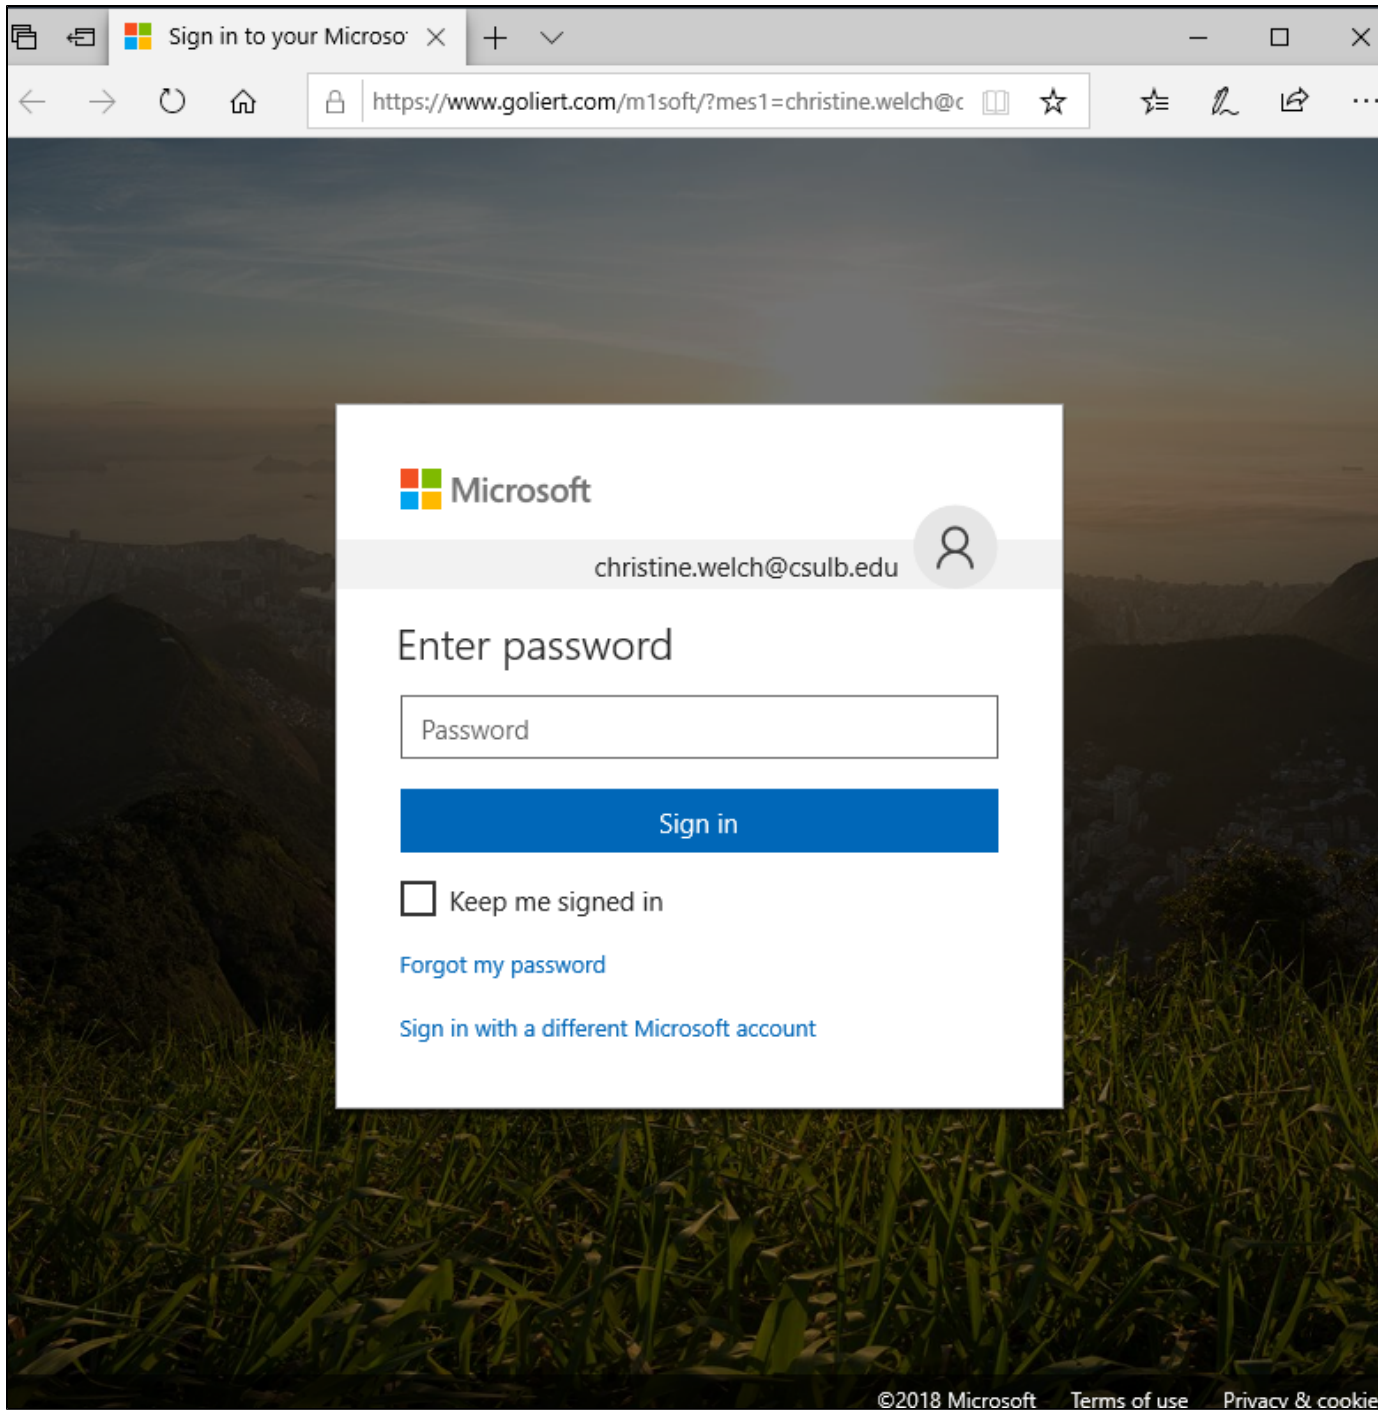 Sign in to your Microso
https://www.goliert.com/m1soft/?mes1=christine.welch@c
Microsoft
christine.welch@csulb.edu
Enter password
Password
Sign in
Keep me signed in
Forgot my password
Sign in with a different Microsoft account
©2018 Microsoft Terms of use Privacy & cookie